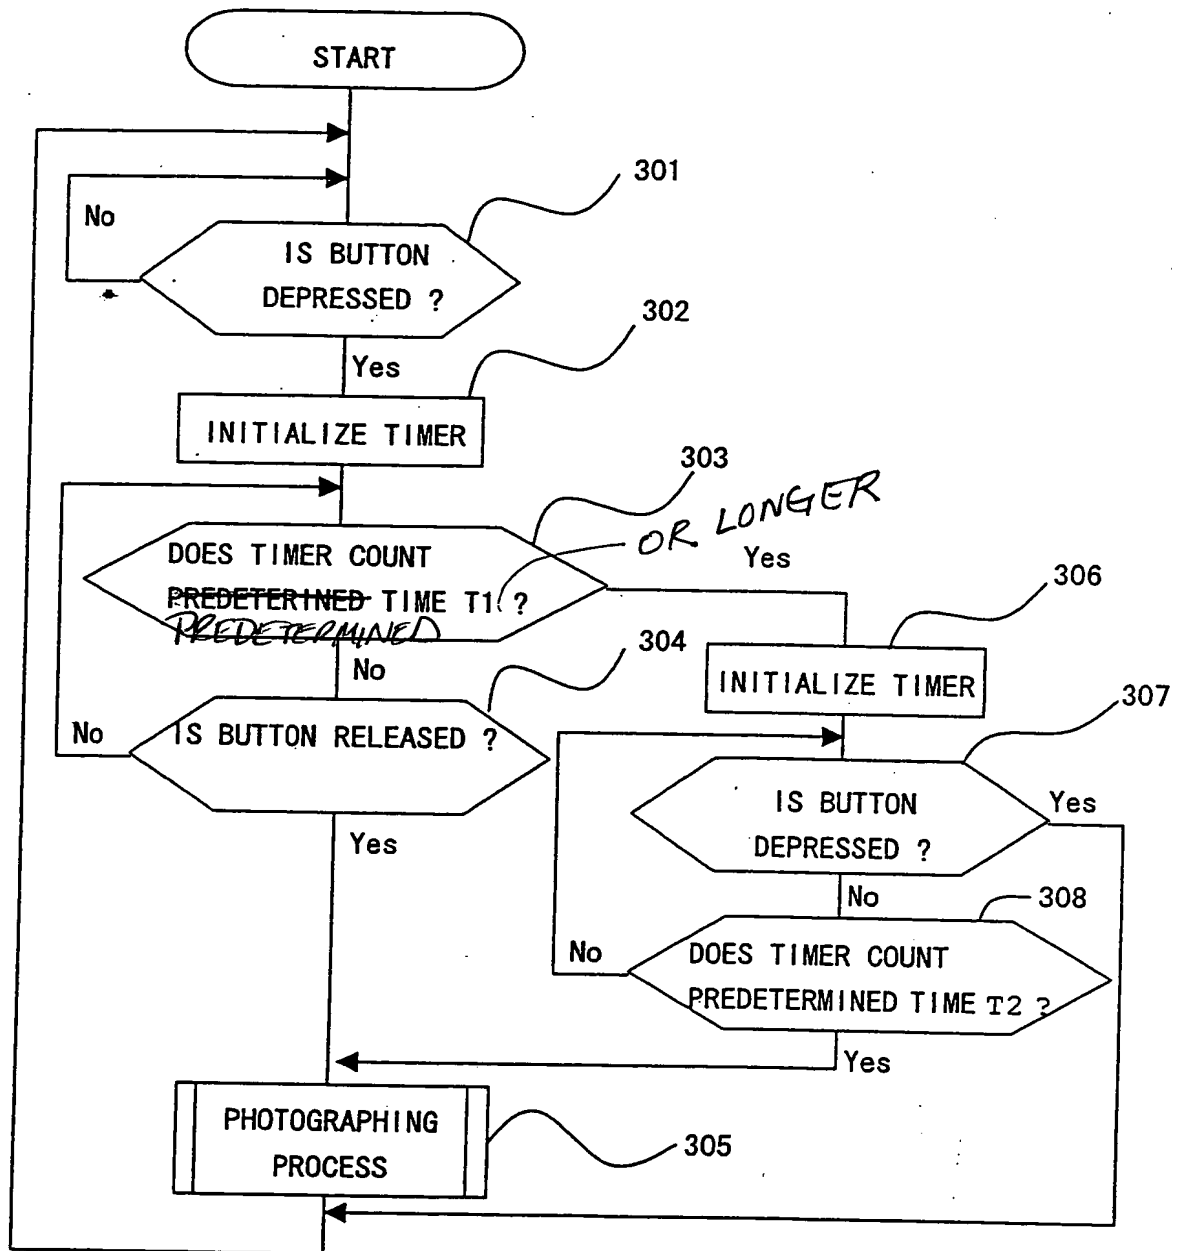 START
301
No
IS BUTTON
DEPRESSED ?
302
Yes
INITIALIZE TIMER
303
OR LONGER
DOES TIMER COUNT
PREDETERINED TIME T1 ?
PREDETERMINED
Yes
306
304
No
INITIALIZE TIMER
307
No
IS BUTTON RELEASED ?
IS BUTTON
DEPRESSED ?
Yes
Yes
No
308
No
DOES TIMER COUNT
PREDETERMINED TIME T2 ?
Yes
PHOTOGRAPHING
PROCESS
305